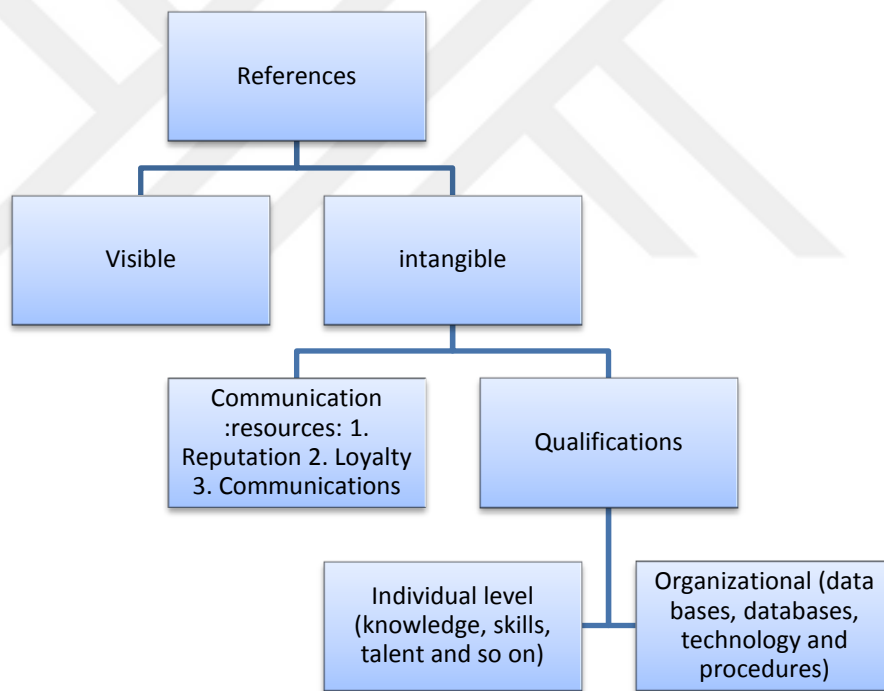 References
Visible
intangible
Communication
:resources: 1.
Reputation 2. Loyalty
3. Communications
Qualifications
Individual level
(knowledge, skills,
talent and so on)
Organizational (data
bases, databases,
technology and
procedures)